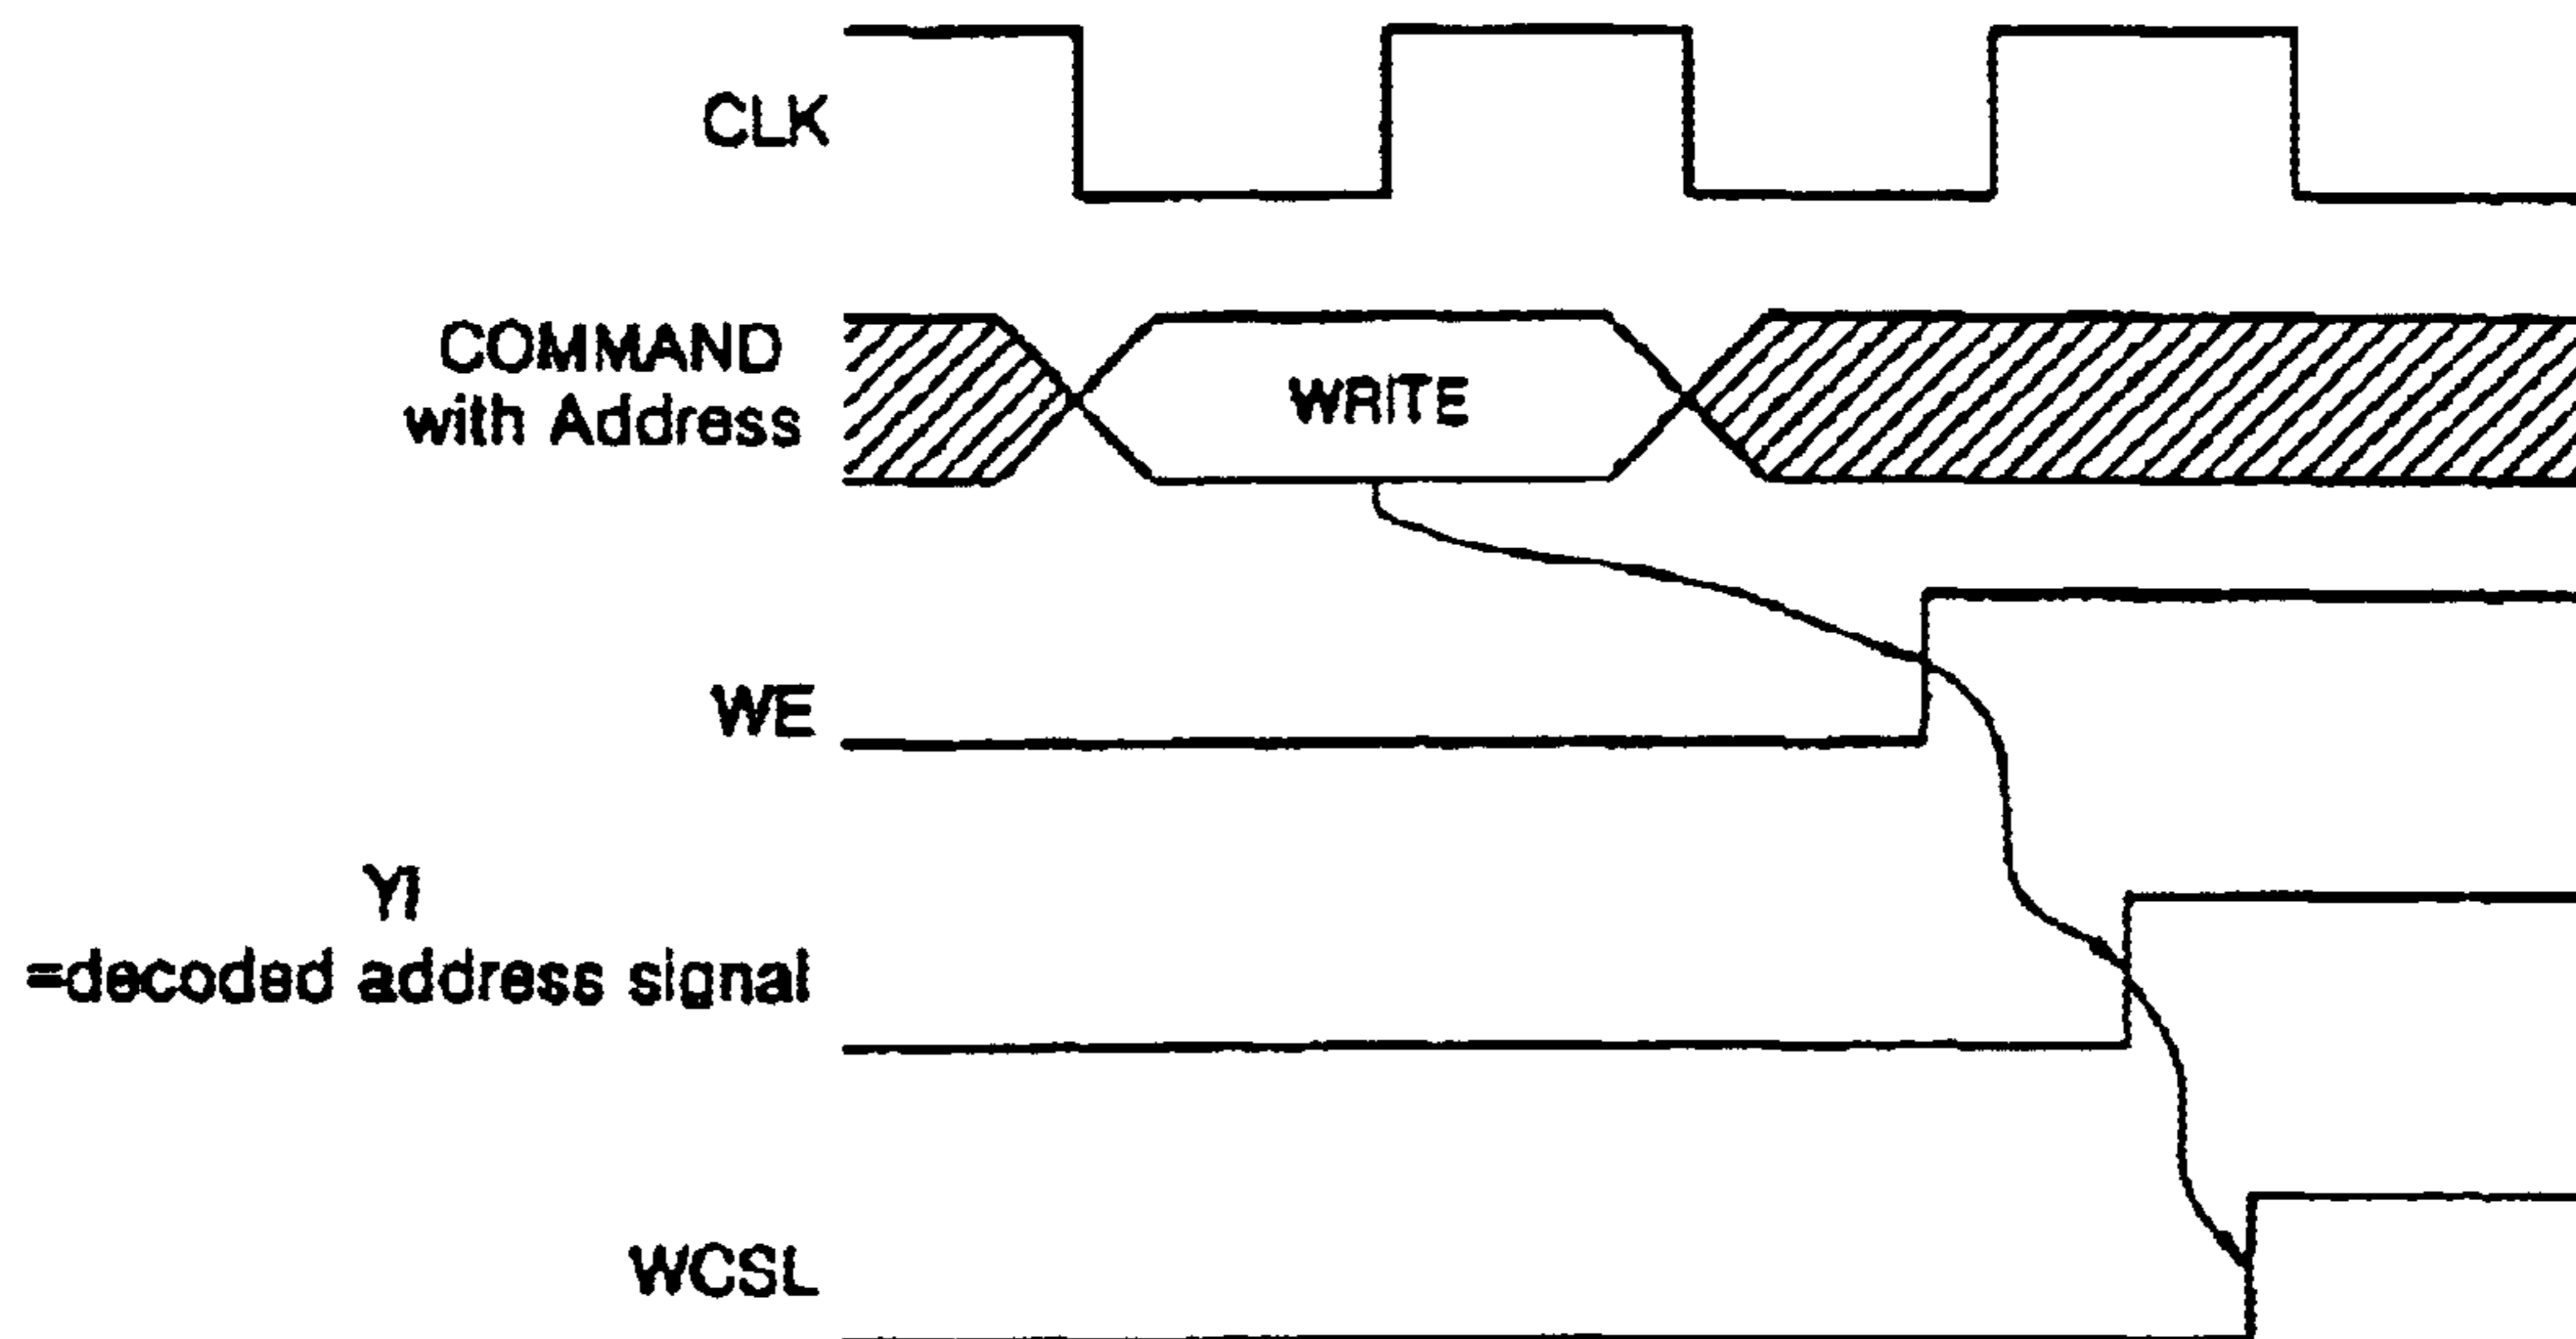 CLK
COMMAND
with Address
WRITE
WE
YI
=decoded address signal
WCSL